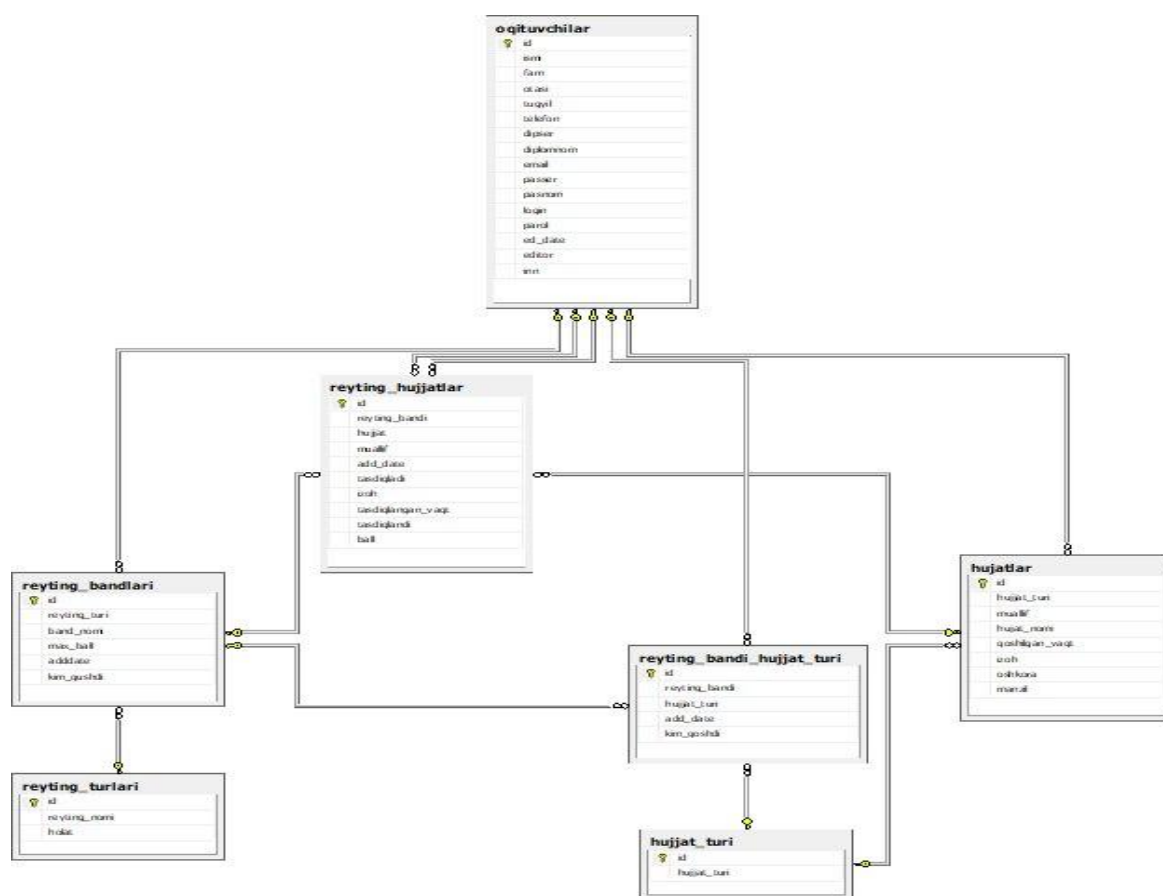 oqituvchilar
id
ismi
fam
otasi
tugyil
telefon
dipser
diplomnom
email
passer
pasnom
login
parol
ed_date
editor
inn
reyting_hujjatlar
id
reyting_bandi
hujjat
muallif
add_date
tasdiqladi
izoh
tasdiqlangan_vaqt
tasdiqlandi
ball
reyting_bandlari
id
reyting_turi
band_nomi
max_ball
adddate
kim_qushdi
hujatlar
id
hujjat_turi
muallif
hujat_nomi
qoshilgan_vaqt
izoh
oshkora
manzil
reyting_bandi_hujjat_turi
id
reyting_bandi
hujjat_turi
add_date
kim_qoshdi
reyting_turlari
id
reyting_nomi
holat
hujjat_turi
id
hujjat_turi